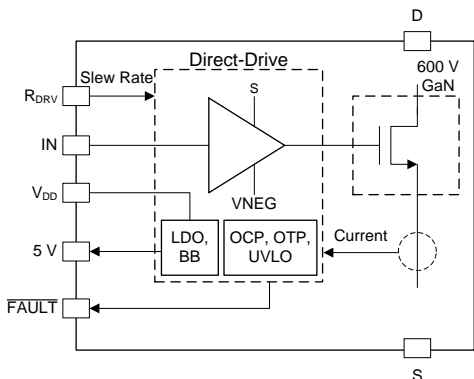 D
Direct-Drive
600 V
GaN
Slew Rate
RDRV
S
IN
VDD
VNEG
LDO,
BB
OCP, OTP,
UVLO
Current
5 V
FAULT
S